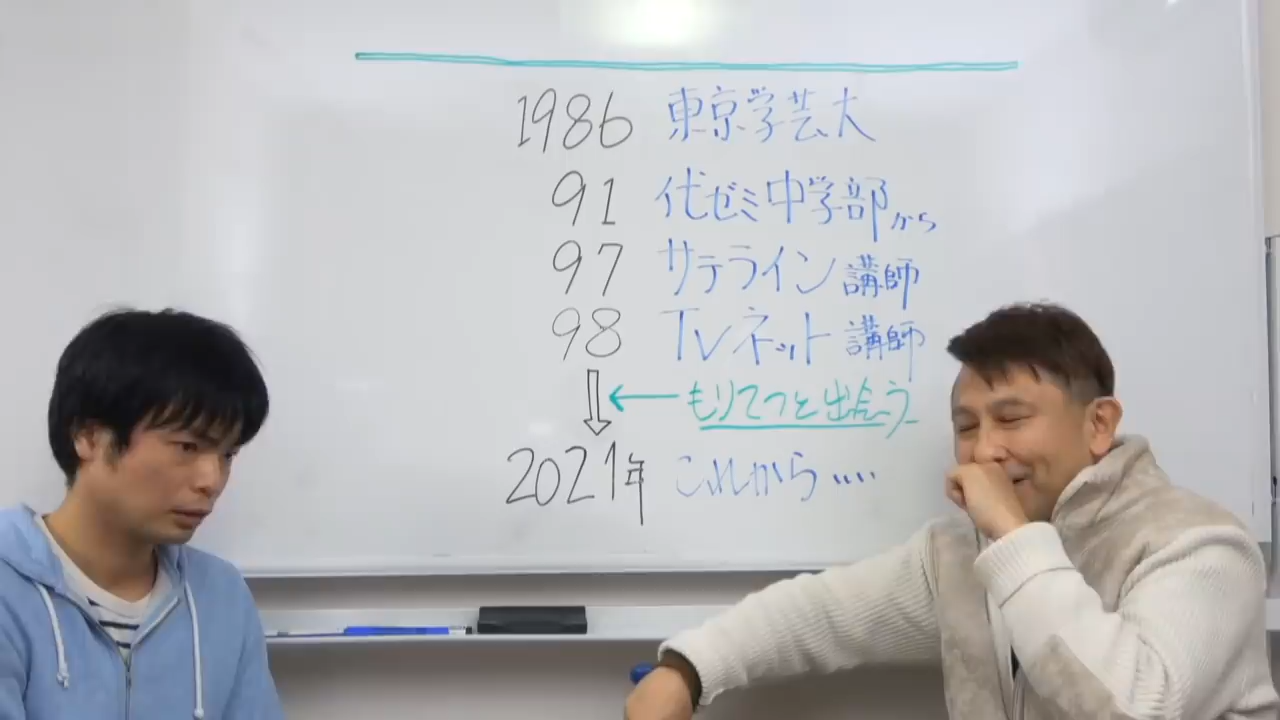 1986 東京学芸大
91 代ゼミ中学部から
97 サテライン講師
98 TVネット講師
⇓ ← もりてつと出会う
2021年 これから....